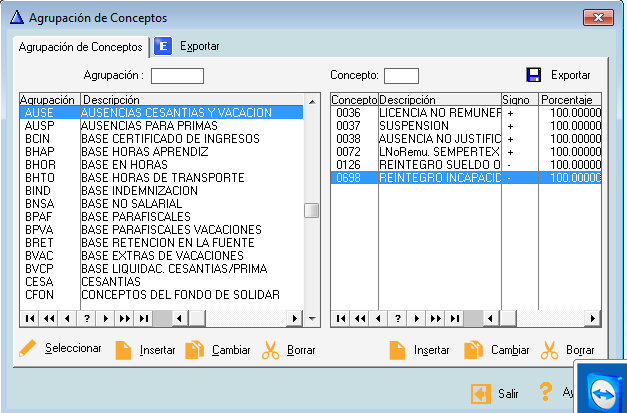 Agrupación de Conceptos
Agrupación de Conceptos E Exportar
Agrupación : Concepto: Exportar
Agrupación Descripción
AUSE AUSENCIAS CESANTIAS Y VACACION
AUSP AUSENCIAS PARA PRIMAS
BCIN BASE CERTIFICADO DE INGRESOS
BHAP BASE HORAS APRENDIZ
BHOR BASE EN HORAS
BHTO BASE HORAS DE TRANSPORTE
BIND BASE INDEMNIZACION
BNSA BASE NO SALARIAL
BPAF BASE PARAFISCALES
BPVA BASE PARAFISCALES VACACIONES
BRET BASE RETENCION EN LA FUENTE
BVAC BASE EXTRAS DE VACACIONES
BVCP BASE LIQUIDAC. CESANTIAS/PRIMA
CESA CESANTIAS
CFON CONCEPTOS DEL FONDO DE SOLIDAR
?
Seleccionar Insertar Cambiar Borrar
Concepto Descripción Signo Porcentaje
0036 LICENCIA NO REMUNER + 100.00000
0037 SUSPENSION + 100.00000
0038 AUSENCIA NO JUSTIFIC + 100.00000
0072 LNoRemu. SEMPERTEX + 100.00000
0126 REINTEGRO SUELDO O - 100.00000
0698 REINTEGRO INCAPACID - 100.00000
?
Insertar Cambiar Borrar
Salir ? Ay